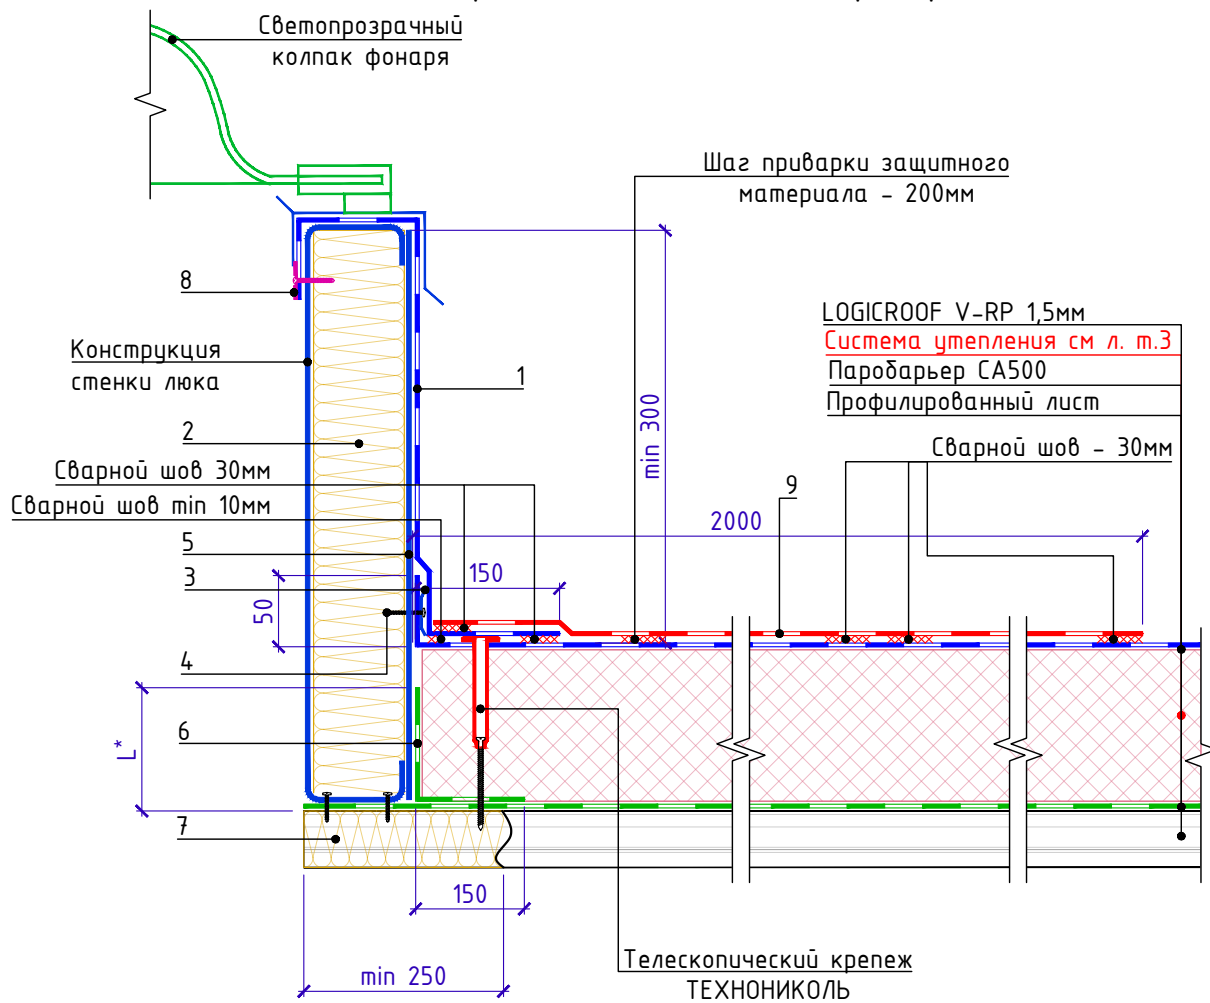 Светопрозрачный
колпак фонаря
Шаг приварки защитного
материала - 200мм
8
LOGICROOF V-RP 1,5мм
Система утепления см л. т.3
Паробарьер СА500
Профилированный лист
Конструкция
стенки люка
1
min 300
2
Сварной шов - 30мм
Сварной шов 30мм
9
Сварной шов min 10мм
2000
5
3
150
50
4
L*
6
7
150
min 250
Телескопический крепеж
ТЕХНОНИКОЛЬ